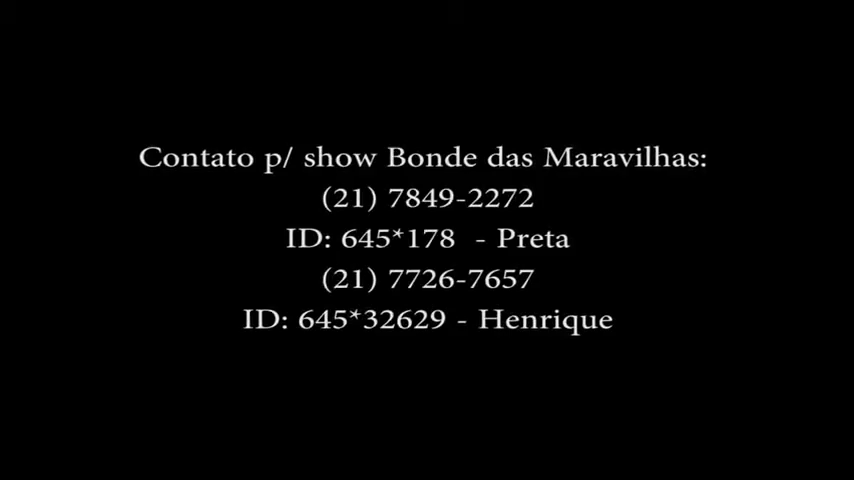 Contato p/ show Bonde das Maravilhas:
(21) 7849-2272
ID: 645*178 - Preta
(21) 7726-7657
ID: 645*32629 - Henrique